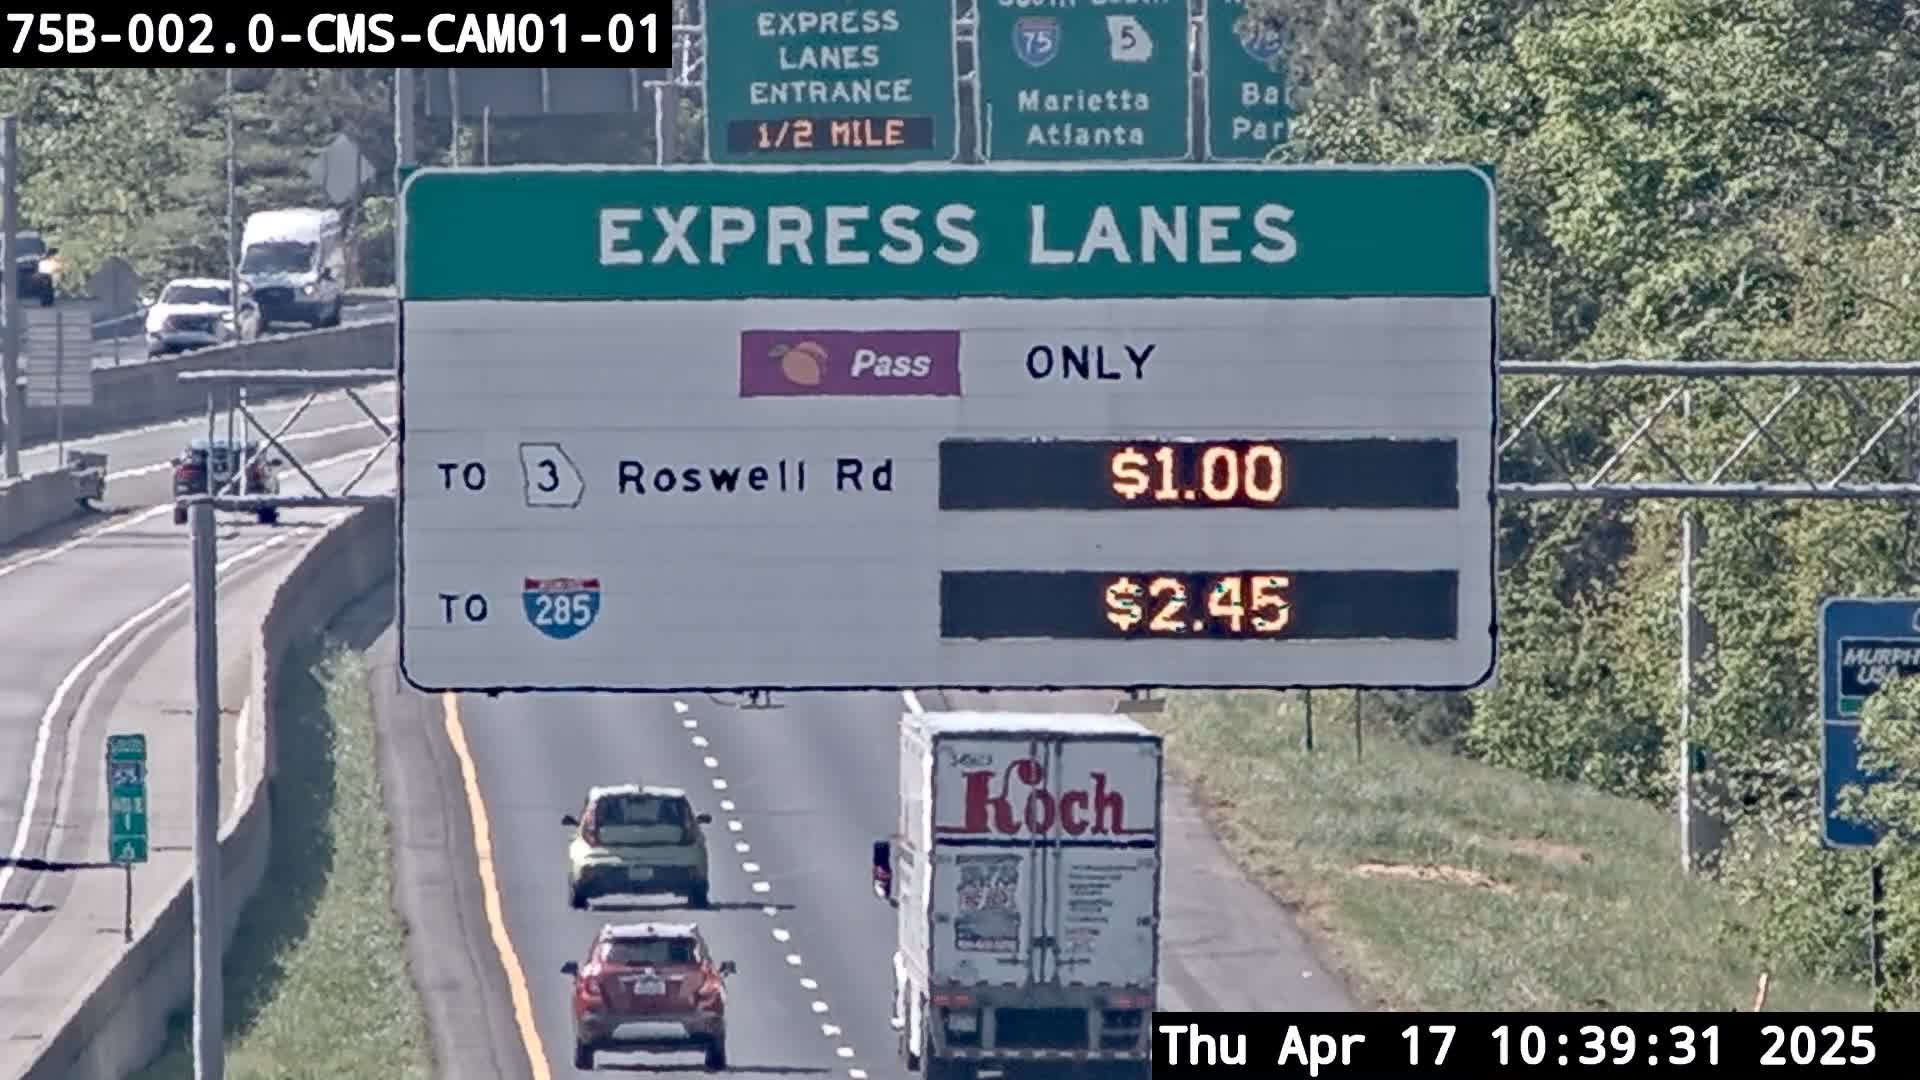 75B-002.0-CMS-CAM01-01
EXPRESS
LANES
ENTRANCE
1/2 MILE
75
5
Marietta
Atlanta
EXPRESS LANES
Pass ONLY
TO 3 Roswell Rd $1.00
TO 285 $2.45
Koch
Thu Apr 17 10:39:31 2025